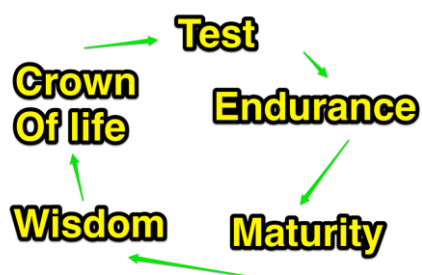 Test
Endurance
Maturity
Wisdom
Crown
Of life